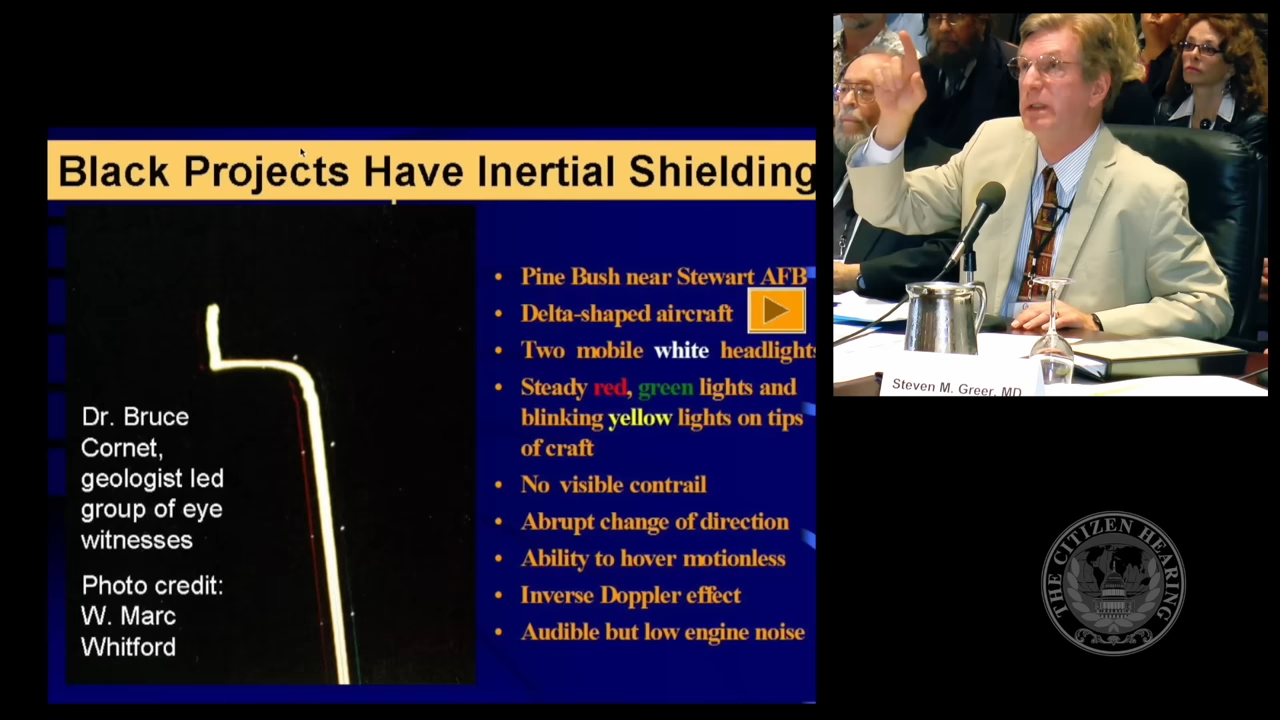 Black Projects Have Inertial Shielding
Dr. Bruce
Cornet,
geologist led
group of eye
witnesses
Photo credit:
W. Marc
Whitford
• Pine Bush near Stewart AFB
• Delta-shaped aircraft
• Two mobile white headlights
• Steady red, green lights and
blinking yellow lights on tips
of craft
• No visible contrail
• Abrupt change of direction
• Ability to hover motionless
• Inverse Doppler effect
• Audible but low engine noise
Steven M. Greer, MD
THE CITIZEN HEARING